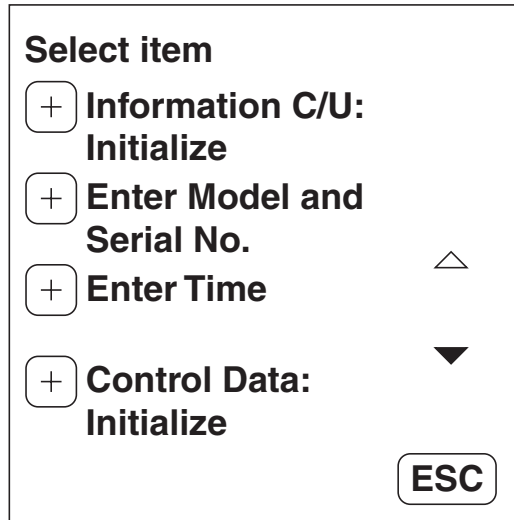 Select item
+ Information C/U:
Initialize
+ Enter Model and
Serial No.
+ Enter Time
+ Control Data:
Initialize
ESC